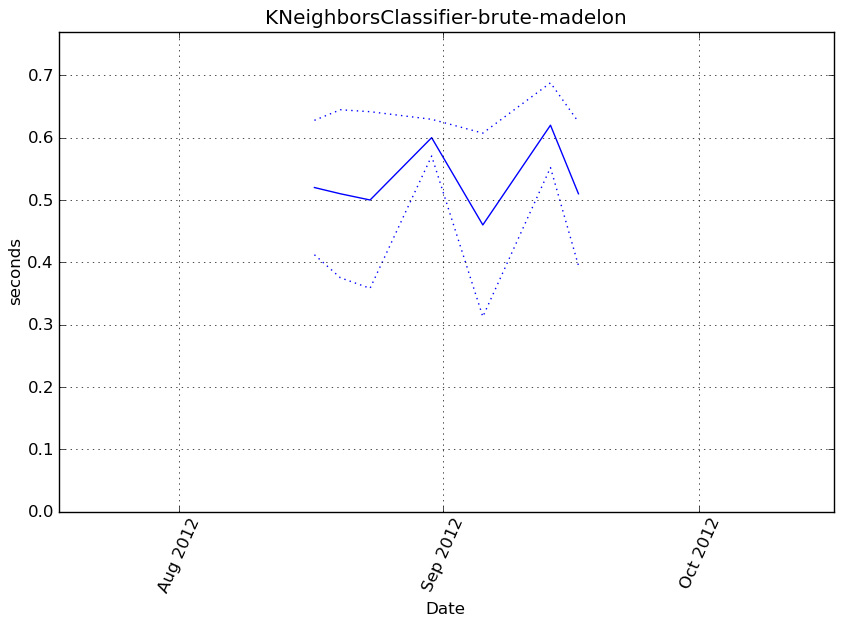 KNeighborsClassifier-brute-madelon
0.7
0.6
0.5
0.4
0.3
0.2
0.1
0.0
seconds
Aug 2012
Sep 2012
Oct 2012
Date